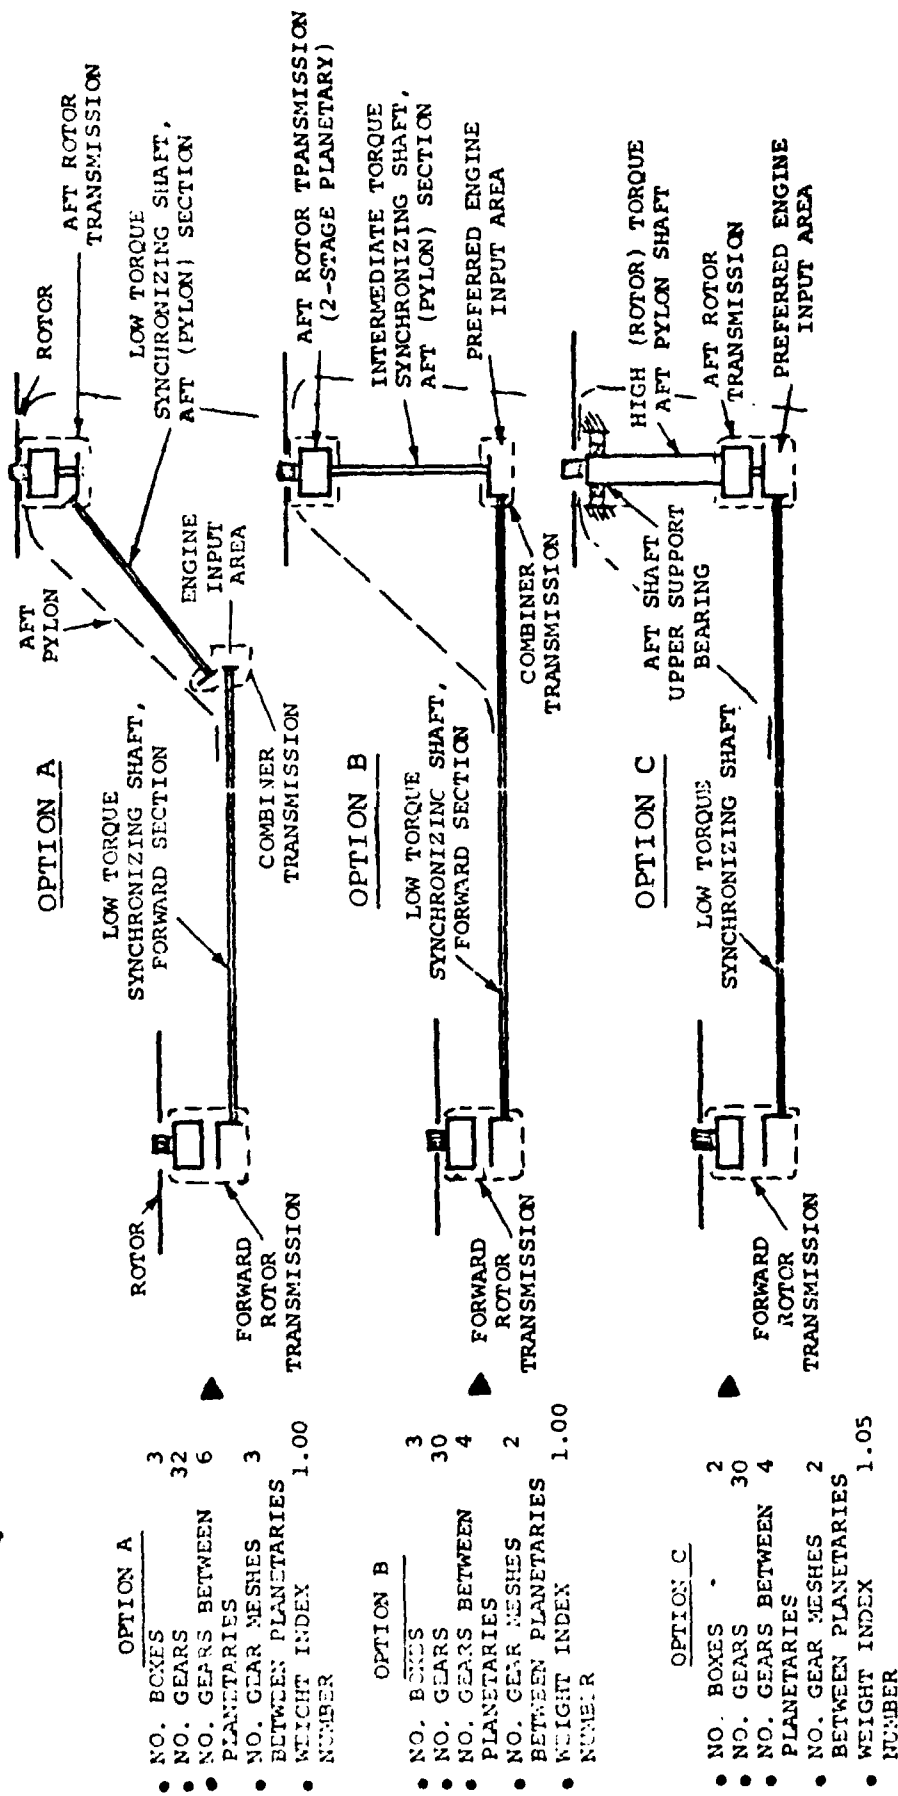 OPTION A
• NO. BOXES 3
• NO. GEARS 32
• NO. GEARS BETWEEN 6
PLANETARIES
• NO. GEAR MESHES 3
BETWEEN PLANETARIES
• WEIGHT INDEX 1.00
NUMBER
OPTION A
ROTOR
FORWARD
ROTOR
TRANSMISSION
LOW TORQUE
SYNCHRONIZING SHAFT,
FORWARD SECTION
COMBINER
TRANSMISSION
AFT
PYLON
ENGINE
INPUT
AREA
ROTOR
AFT ROTOR
TRANSMISSION
LOW TORQUE
SYNCHRONIZING SHAFT,
AFT (PYLON) SECTION
OPTION B
• NO. BOXES 3
• NO. GEARS 30
• NO. GEARS BETWEEN 4
PLANETARIES
• NO. GEAR MESHES 2
BETWEEN PLANETARIES
• WEIGHT INDEX 1.00
NUMBER
OPTION B
FORWARD
ROTOR
TRANSMISSION
LOW TORQUE
SYNCHRONIZING SHAFT,
FORWARD SECTION
COMBINER
TRANSMISSION
AFT ROTOR TPANSMISSION
(2-STAGE PLANETARY)
INTERMEDIATE TORQUE
SYNCHRONIZING SHAFT,
AFT (PYLON) SECTION
PREFERRED ENGINE
INPUT AREA
OPTION C
• NO. BOXES 2
• NO. GEARS 30
• NO. GEARS BETWEEN 4
PLANETARIES
• NO. GEAR MESHES 2
BETWEEN PLANETARIES
• WEIGHT INDEX 1.05
NUMBER
OPTION C
FORWARD
ROTOR
TRANSMISSION
LOW TORQUE
SYNCHRONIZING SHAFT
AFT SHAFT
UPPER SUPPORT
BEARING
HIGH (ROTOR) TORQUE
AFT PYLON SHAFT
AFT ROTOR
TRANSMISSION
PREFERRED ENGINE
INPUT AREA